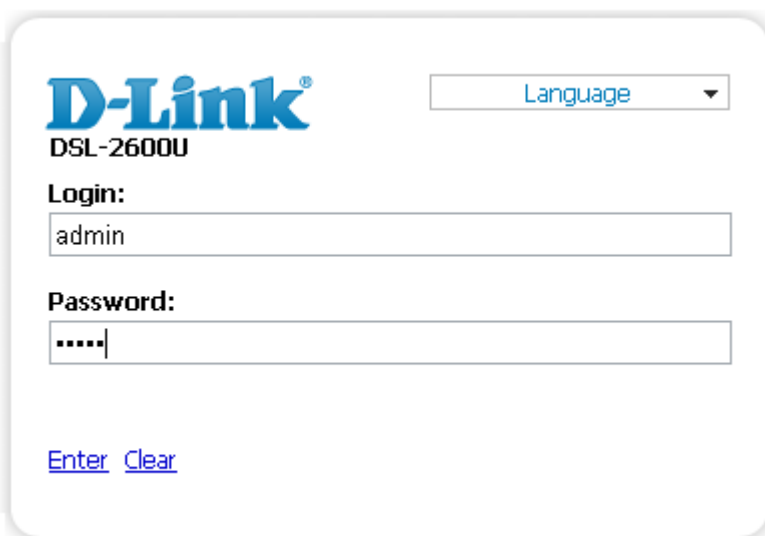 D-Link®
Language
DSL-2600U
Login:
admin
Password:
•••••
Enter Clear